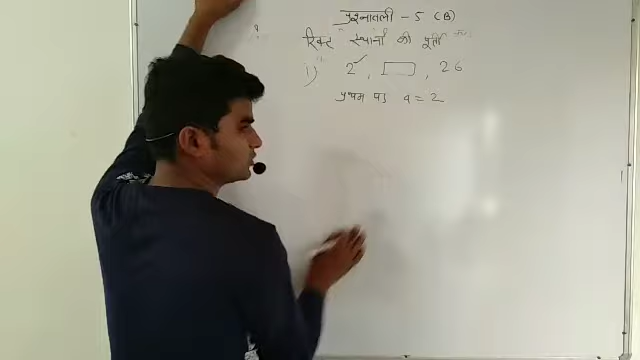 प्रश्नावली - 5 (B)
रिक्त स्थानों की पूर्ती
i) 2 , , 26
प्रथम पद a = 2